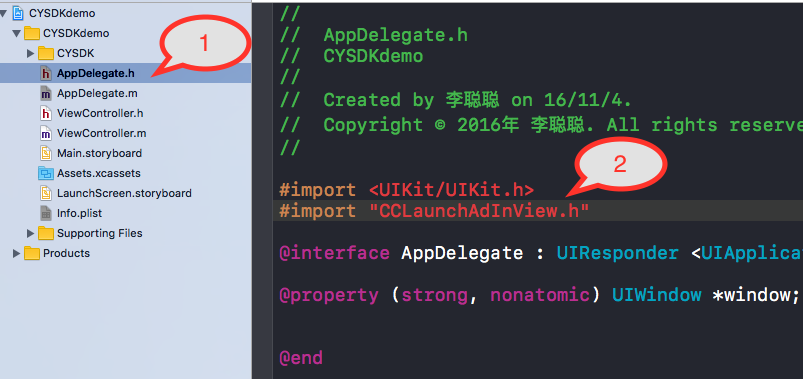 CYSDKdemo
CYSDKdemo
CYSDK
AppDelegate.h
AppDelegate.m
ViewController.h
ViewController.m
Main.storyboard
Assets.xcassets
LaunchScreen.storyboard
Info.plist
Supporting Files
Products
1
//
//  AppDelegate.h
//  CYSDKdemo
//
//  Created by 李聪聪 on 16/11/4.
//  Copyright © 2016年 李聪聪. All rights reserve
//
2
#import <UIKit/UIKit.h>
#import "CCLaunchAdInView.h"
@interface AppDelegate : UIResponder <UIApplica
@property (strong, nonatomic) UIWindow *window;
@end